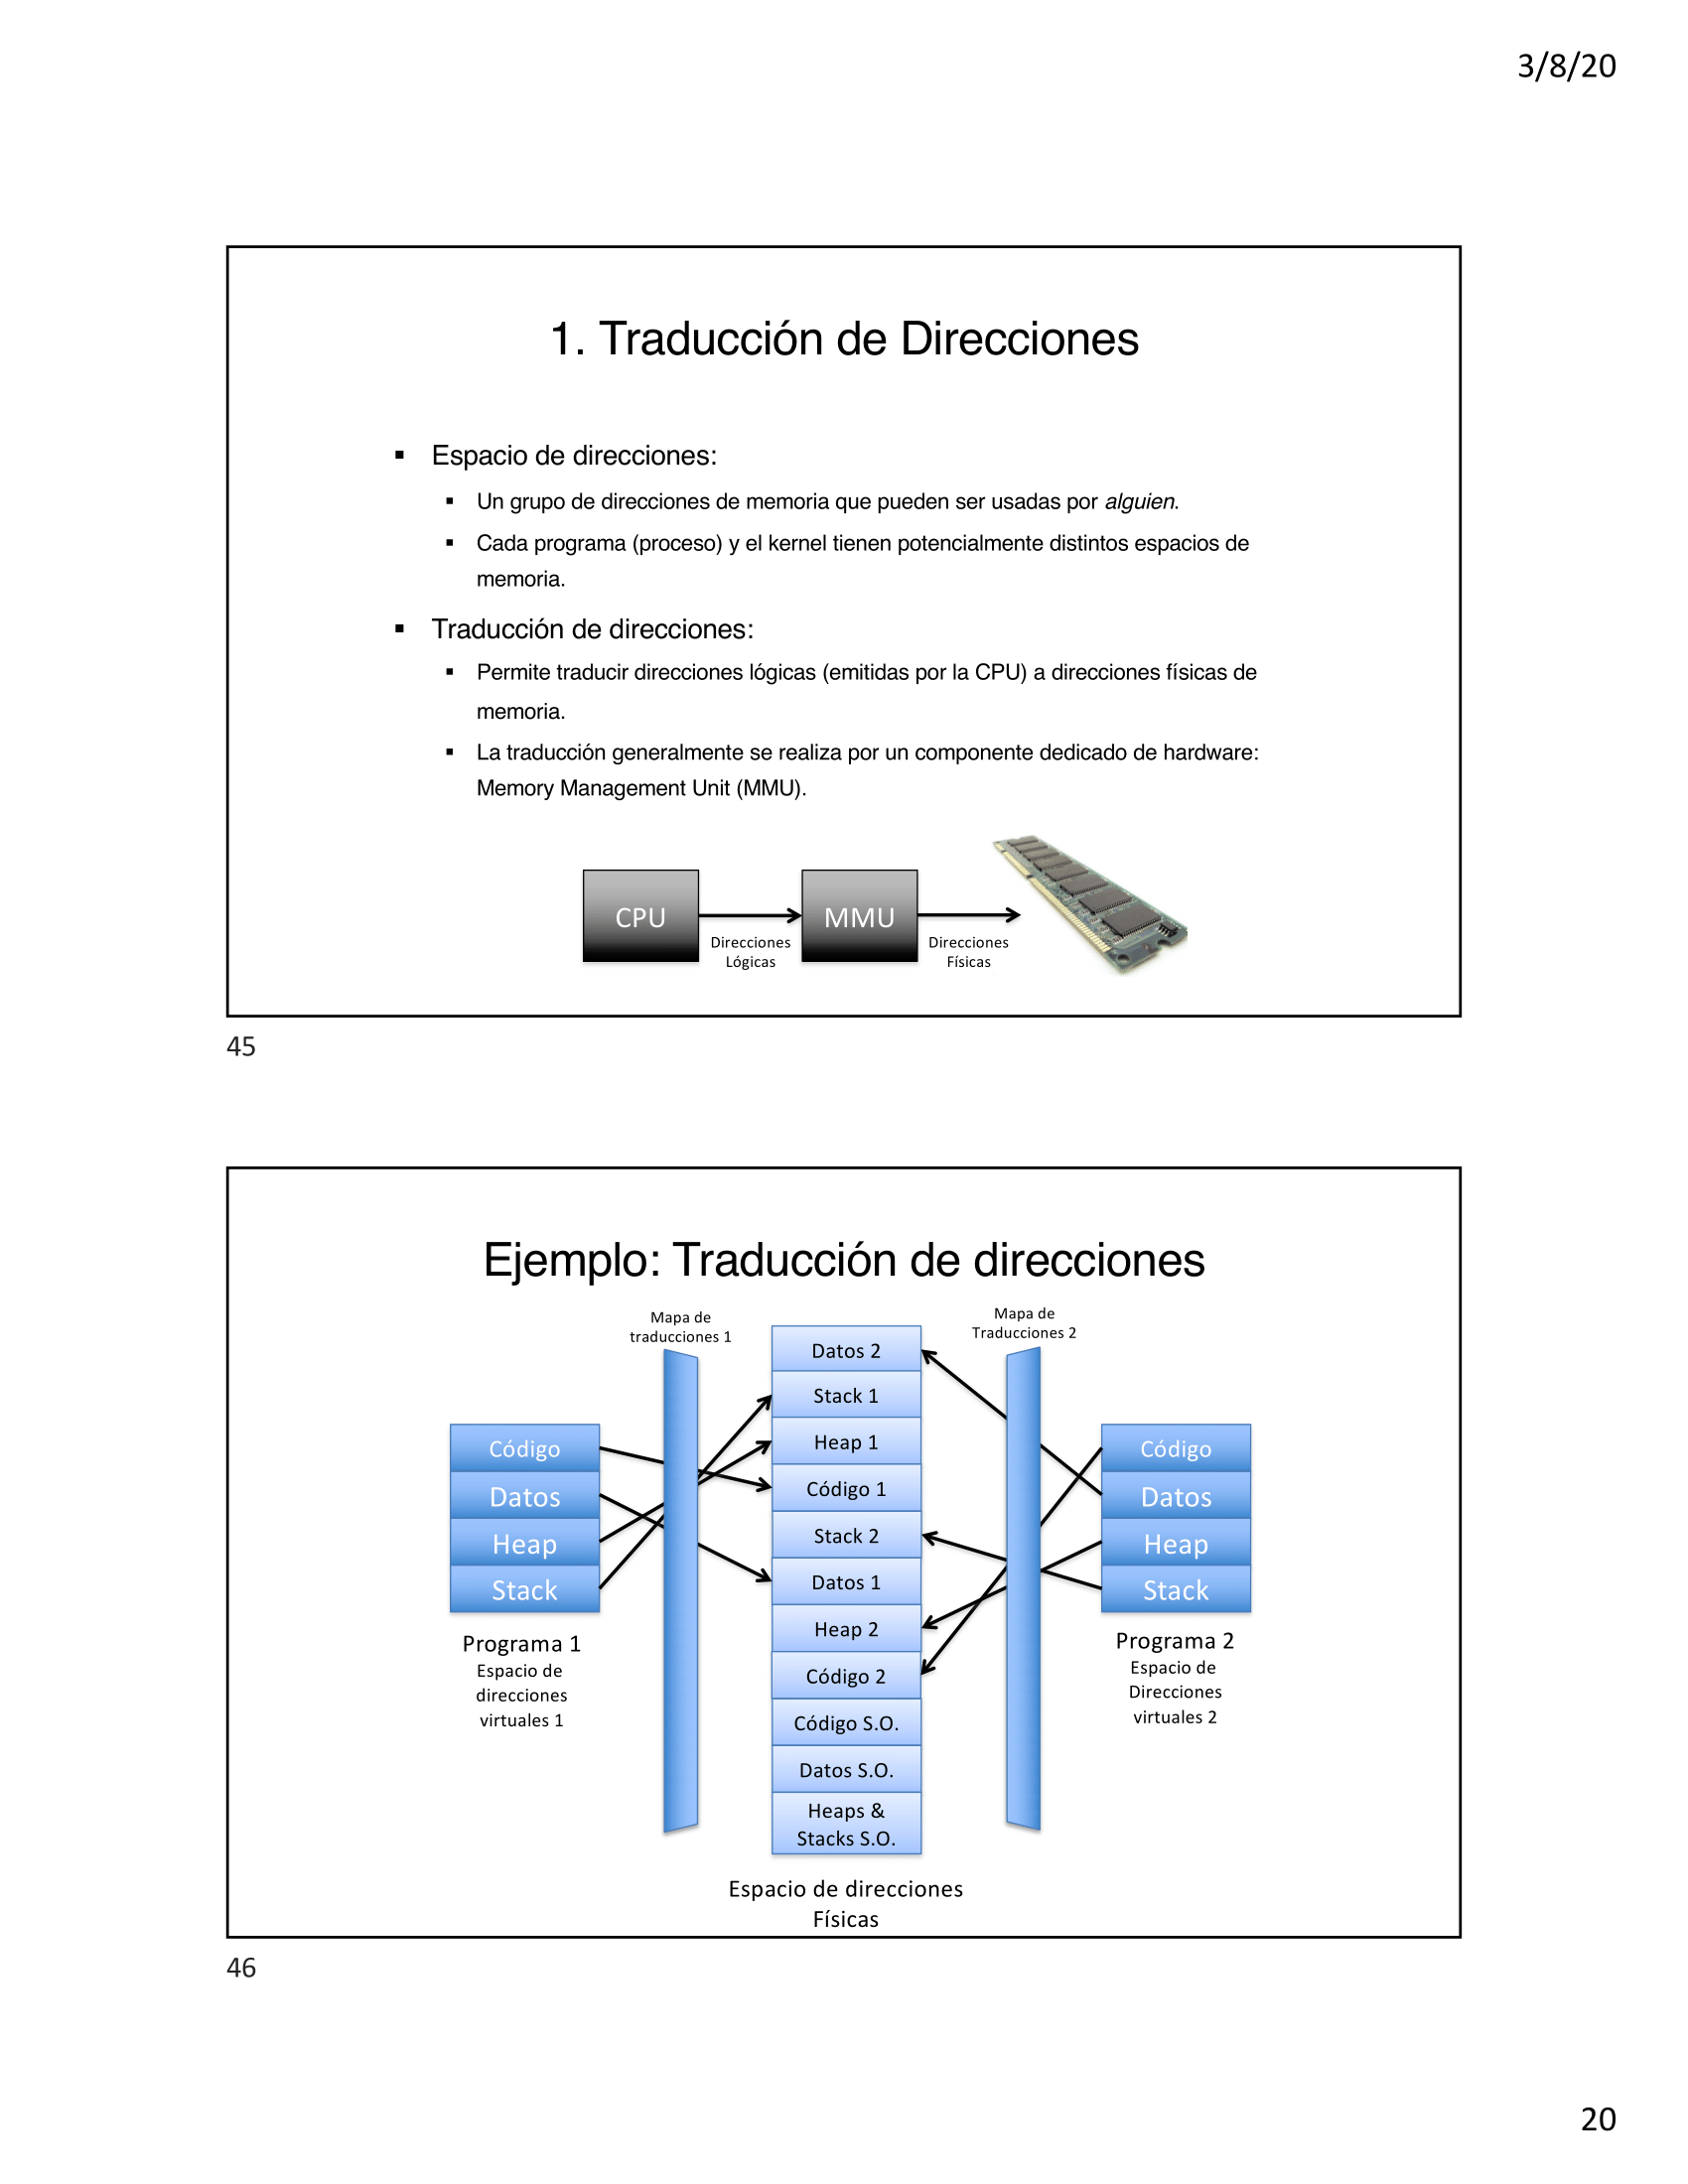 3/8/20
1. Traducción de Direcciones
▪ Espacio de direcciones:
▪ Un grupo de direcciones de memoria que pueden ser usadas por alguien.
▪ Cada programa (proceso) y el kernel tienen potencialmente distintos espacios de
memoria.
▪ Traducción de direcciones:
▪ Permite traducir direcciones lógicas (emitidas por la CPU) a direcciones físicas de
memoria.
▪ La traducción generalmente se realiza por un componente dedicado de hardware:
Memory Management Unit (MMU).
CPU
Direcciones
Lógicas
MMU
Direcciones
Físicas
45
Ejemplo: Traducción de direcciones
Mapa de
traducciones 1
Mapa de
Traducciones 2
Código
Datos
Heap
Stack
Programa 1
Espacio de
direcciones
virtuales 1
Datos 2
Stack 1
Heap 1
Código 1
Stack 2
Datos 1
Heap 2
Código 2
Código S.O.
Datos S.O.
Heaps &
Stacks S.O.
Espacio de direcciones
Físicas
Código
Datos
Heap
Stack
Programa 2
Espacio de
Direcciones
virtuales 2
46
20